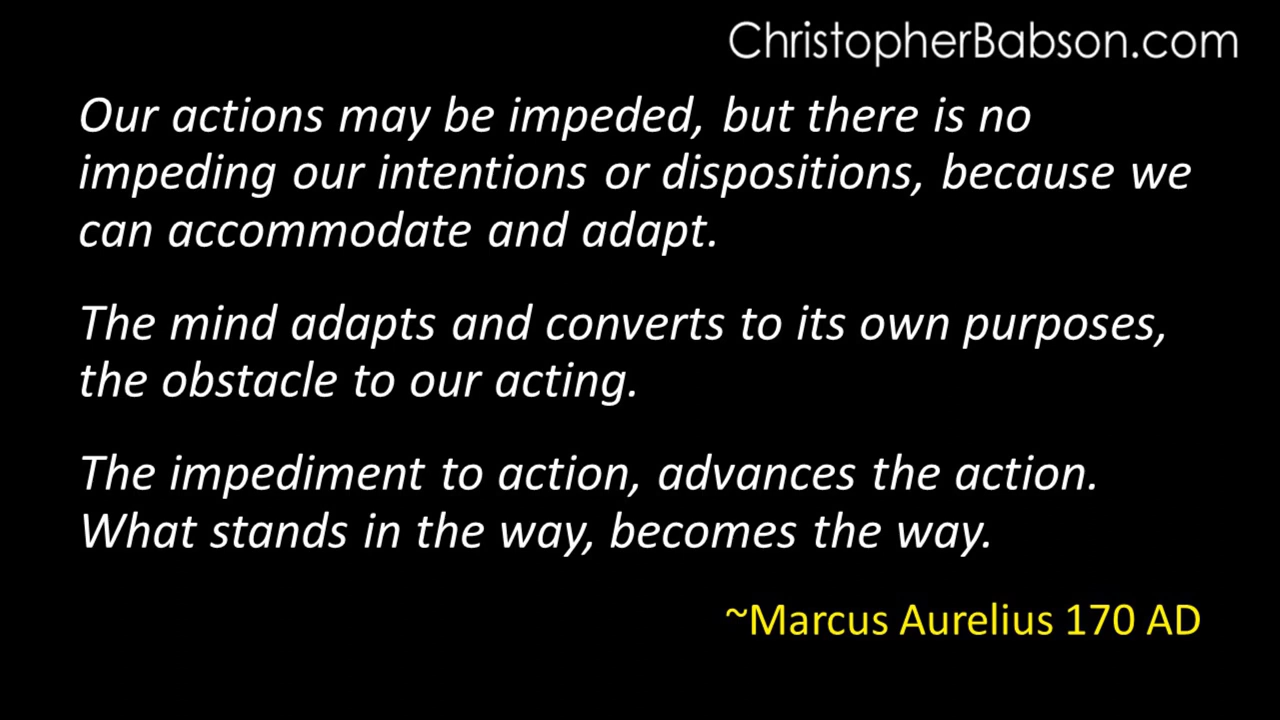 ChristopherBabson.com
Our actions may be impeded, but there is no
impeding our intentions or dispositions, because we
can accommodate and adapt.
The mind adapts and converts to its own purposes,
the obstacle to our acting.
The impediment to action, advances the action.
What stands in the way, becomes the way.
~Marcus Aurelius 170 AD